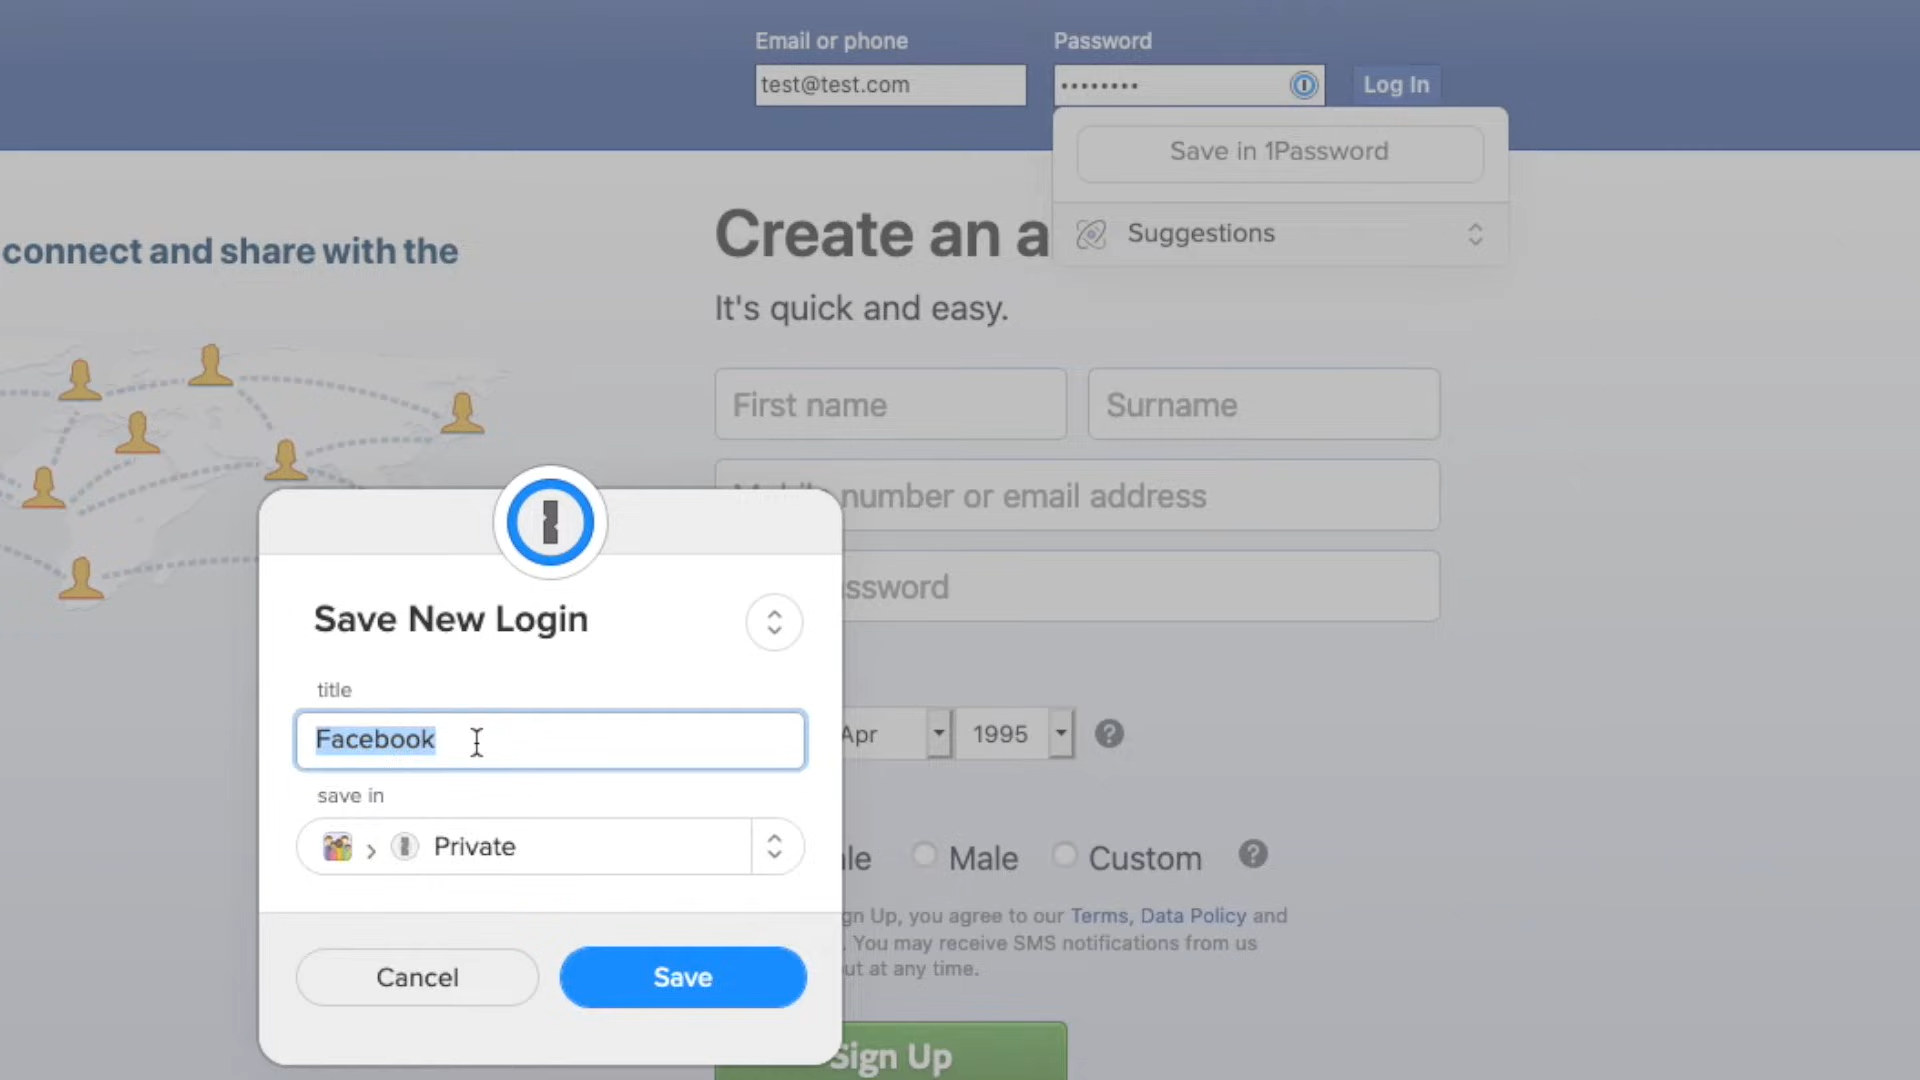 Email or phone
Password
test@test.com
••••••••
Log In
Save in 1Password
Suggestions
connect and share with the
Create an a
It's quick and easy.
First name
Surname
number or email address
ssword
Save New Login
title
Facebook
save in
Private
Cancel
Save
Apr
1995
le
Male
Custom
gn Up, you agree to our Terms, Data Policy and
. You may receive SMS notifications from us
ut at any time.
Sign Up